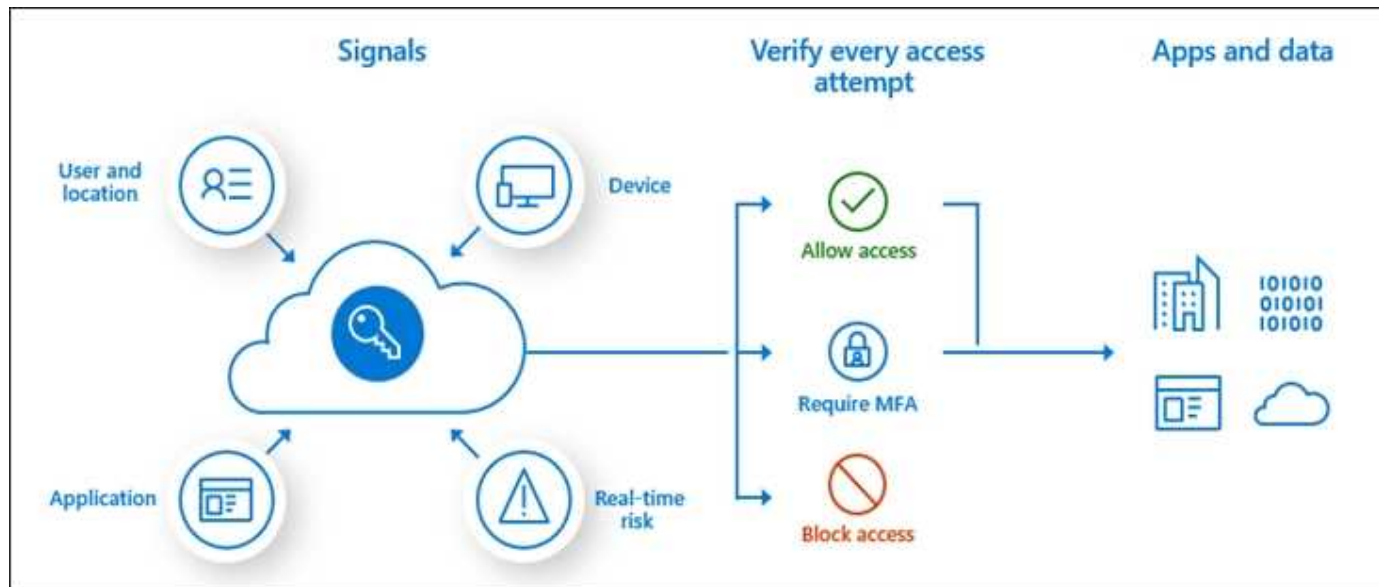 Signals
Verify every access
attempt
Apps and data
User and
location
Device
Allow access
101010
010101
101010
Require MFA
Application
Real-time
risk
Block access